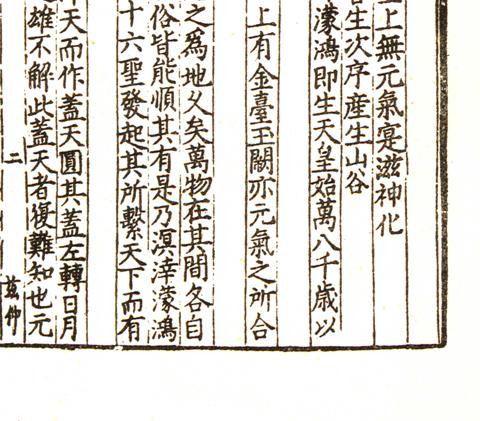 上無元氣寔滋神化
生次序産生山谷
濛鴻即生天皇始萬八千歳以
上有金臺玉闕亦元氣之所合
之爲地久矣萬物在其間各自
俗皆能順其有是乃溟涬濛鴻
十六聖發起其所繫天下而有
天而作蓋天圓其蓋左轉日月
雄不解此蓋天者復難知也元
二
仲